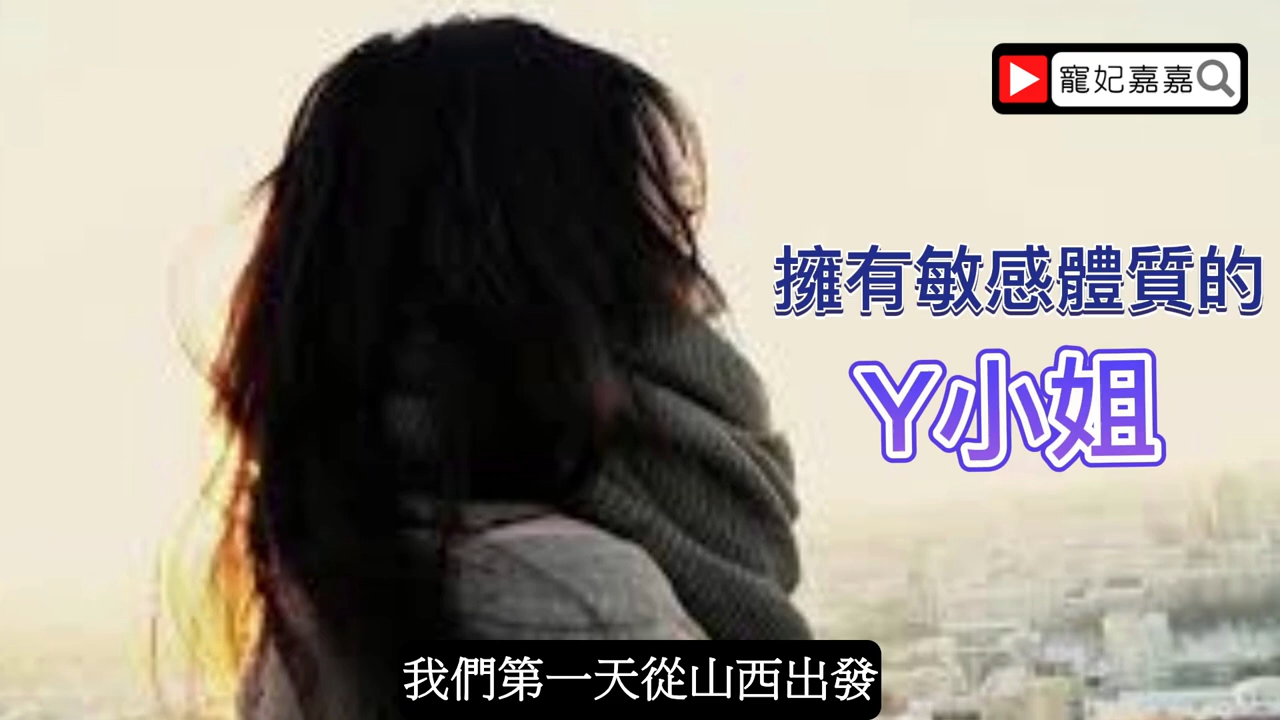 寵妃嘉嘉
擁有敏感體質的
Y小姐
我們第一天從山西出發